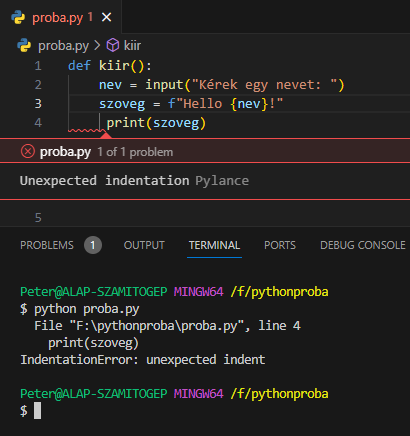 proba.py 1
proba.py > kiir
1 def kiir():
2 nev = input("Kérek egy nevet: ")
3 szoveg = f"Hello {nev}!"
4 print(szoveg)
proba.py 1 of 1 problem
Unexpected indentation Pylance
5
PROBLEMS 1 OUTPUT TERMINAL PORTS DEBUG CONSOLE
Peter@ALAP-SZAMITOGEP MINGW64 /f/pythonproba
$ python proba.py
File "F:\pythonproba\proba.py", line 4
print(szoveg)
IndentationError: unexpected indent
Peter@ALAP-SZAMITOGEP MINGW64 /f/pythonproba
$